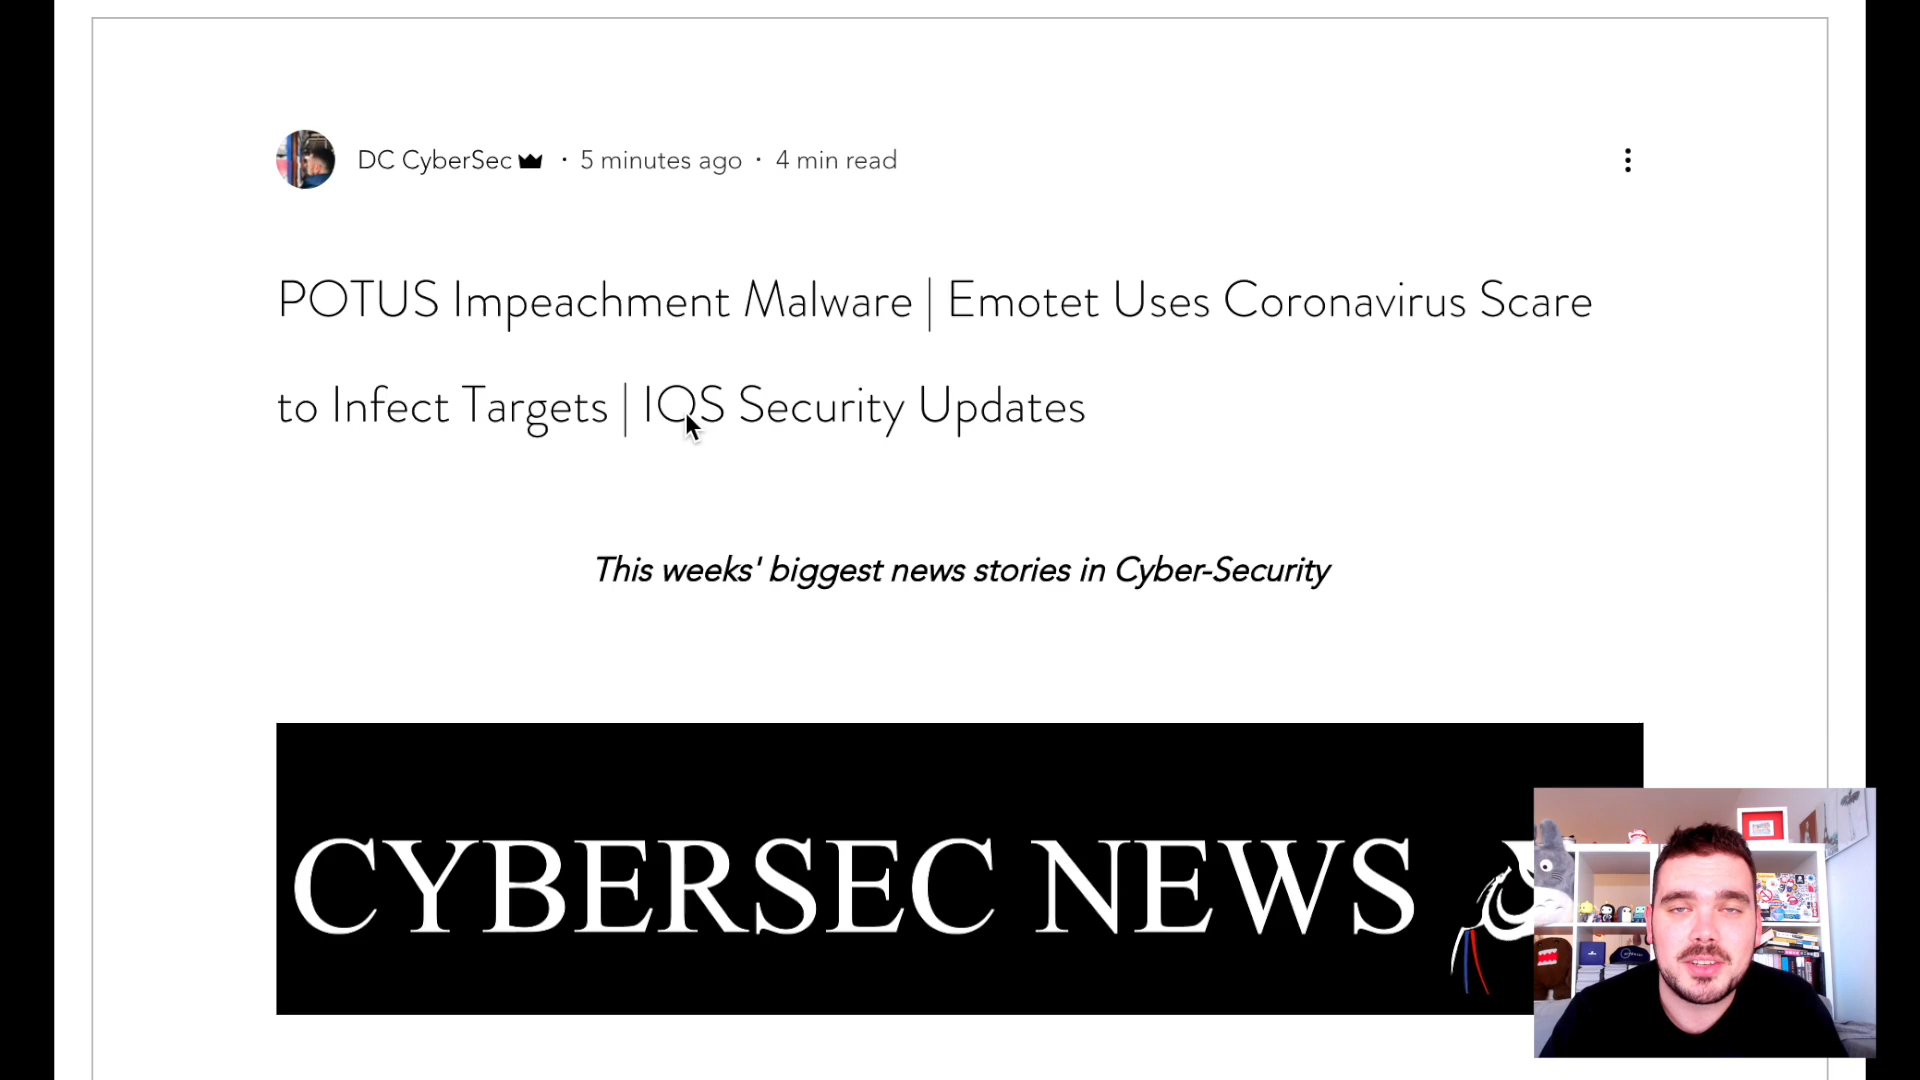 DC CyberSec · 5 minutes ago · 4 min read
POTUS Impeachment Malware | Emotet Uses Coronavirus Scare
to Infect Targets | IOS Security Updates
This weeks' biggest news stories in Cyber-Security
CYBERSEC NEWS